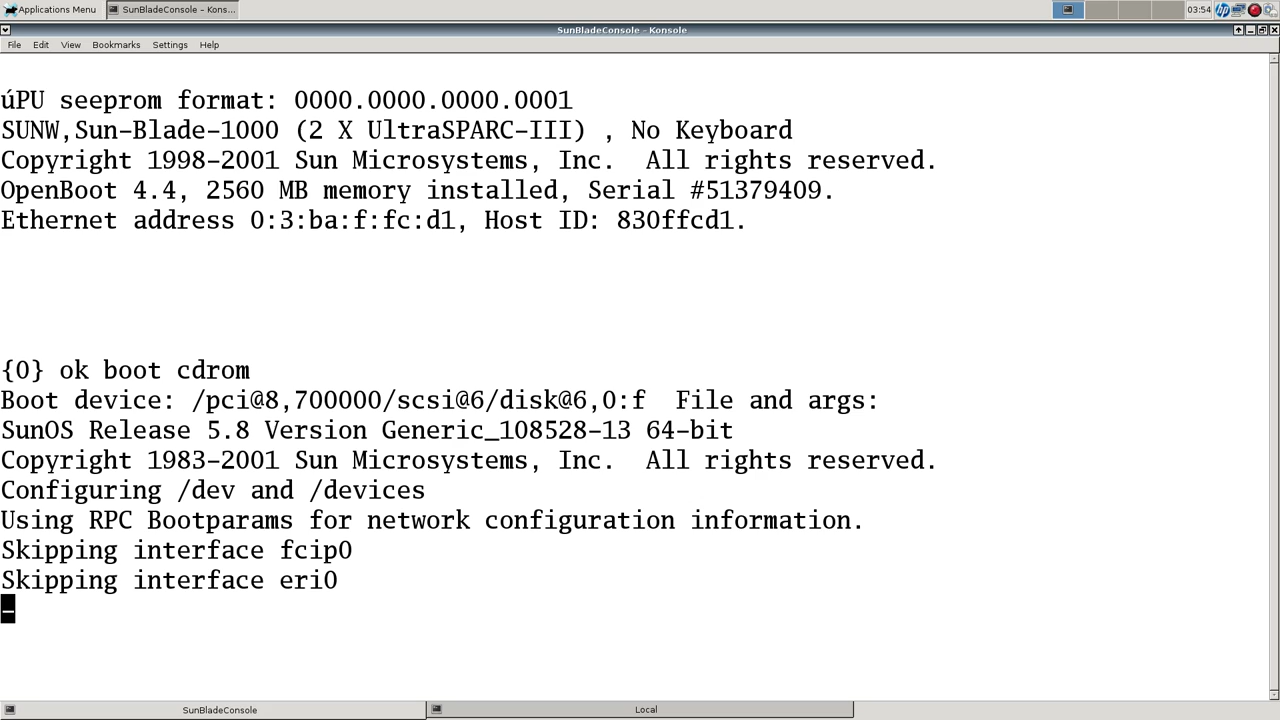 Applications Menu
SunBladeConsole – Kons...
03:54
SunBladeConsole - Konsole
File Edit View Bookmarks Settings Help
úPU seeprom format: 0000.0000.0000.0001
SUNW,Sun-Blade-1000 (2 X UltraSPARC-III) , No Keyboard
Copyright 1998-2001 Sun Microsystems, Inc.  All rights reserved.
OpenBoot 4.4, 2560 MB memory installed, Serial #51379409.
Ethernet address 0:3:ba:f:fc:d1, Host ID: 830ffcd1.
{0} ok boot cdrom
Boot device: /pci@8,700000/scsi@6/disk@6,0:f  File and args:
SunOS Release 5.8 Version Generic_108528-13 64-bit
Copyright 1983-2001 Sun Microsystems, Inc.  All rights reserved.
Configuring /dev and /devices
Using RPC Bootparams for network configuration information.
Skipping interface fcip0
Skipping interface eri0
SunBladeConsole
Local